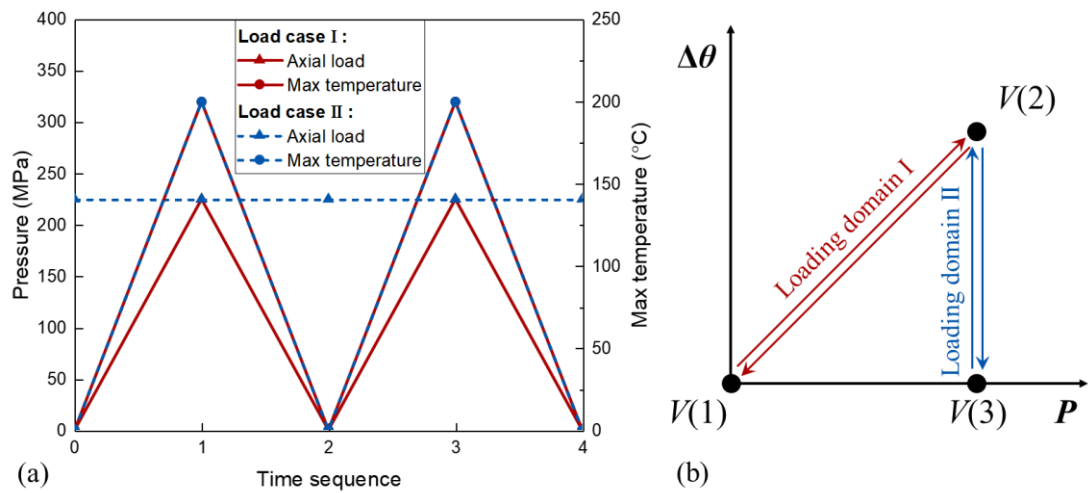 400
350
300
250
200
150
100
50
0
Pressure (MPa)
Load case I :
Axial load
Max temperature
Load case II :
Axial load
Max temperature
250
200
150
100
50
0
Max temperature (°C)
0 1 2 3 4
Time sequence
(a)
Δθ
V(2)
Loading domain I
Loading domain II
V(1)
V(3)
P
(b)